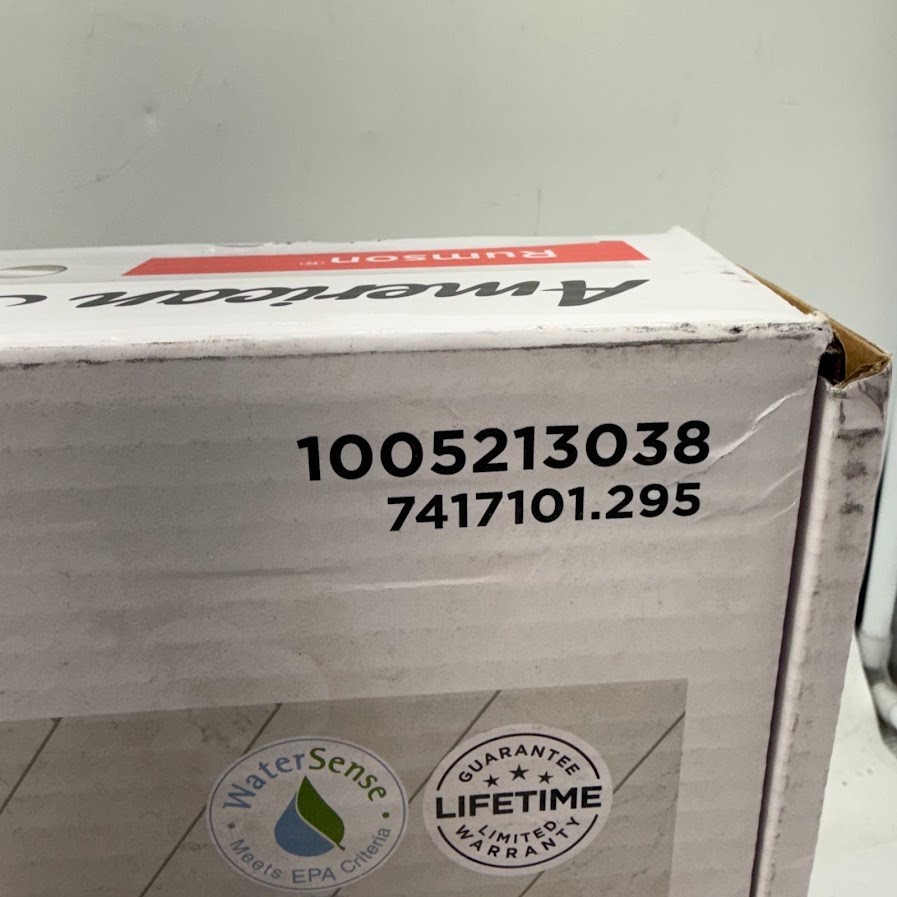 Rumson
American
1005213038
7417101.295
WaterSense
Meets EPA Criteria
GUARANTEE
LIFETIME
LIMITED
WARRANTY